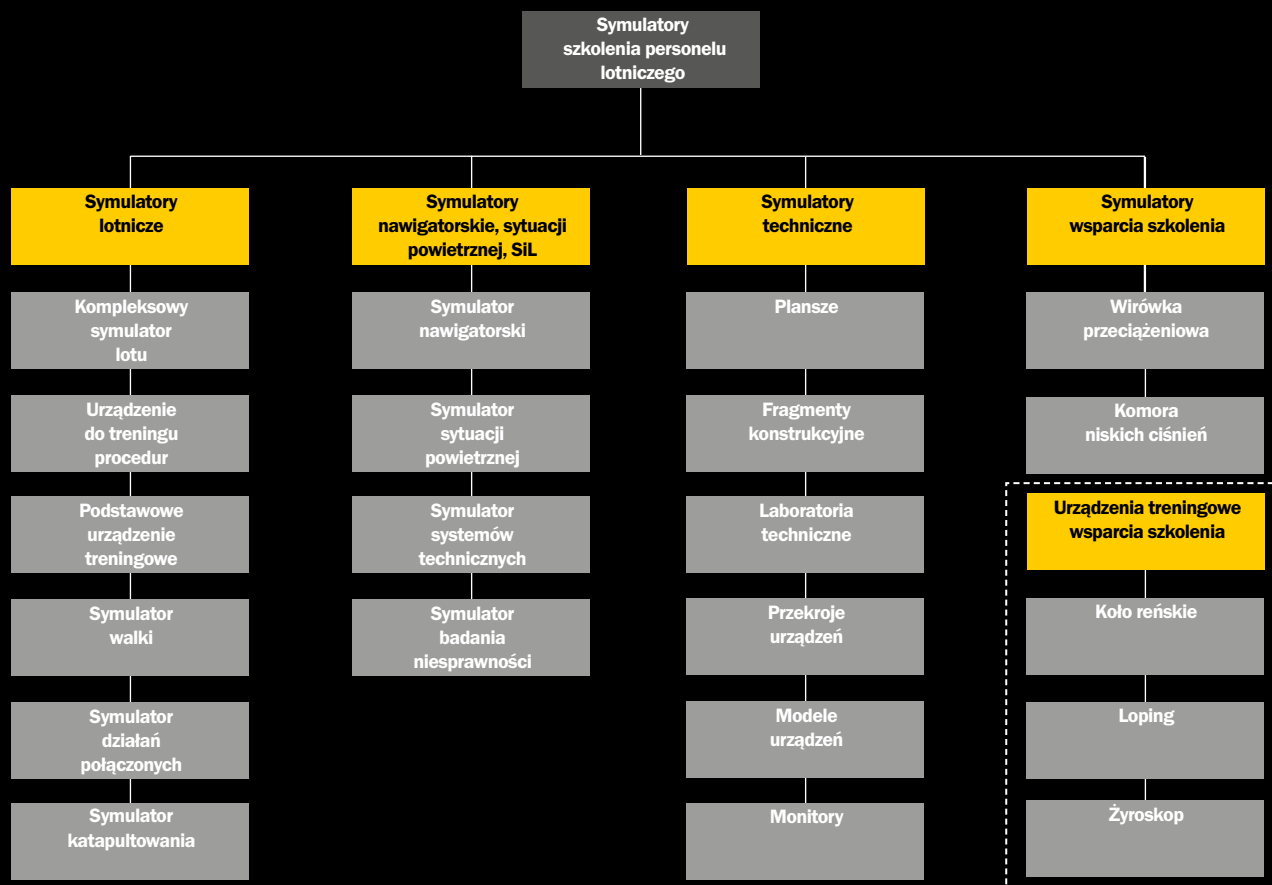 Symulatory
szkolenia personelu
lotniczego
Symulatory
lotnicze
Kompleksowy
symulator
lotu
Urządzenie
do treningu
procedur
Podstawowe
urządzenie
treningowe
Symulator
walki
Symulator
działań
połączonych
Symulator
katapultowania
Symulatory
nawigatorskie, sytuacji
powietrznej, SiL
Symulator
nawigatorski
Symulator
sytuacji
powietrznej
Symulator
systemów
technicznych
Symulator
badania
niesprawności
Symulatory
techniczne
Plansze
Fragmenty
konstrukcyjne
Laboratoria
techniczne
Przekroje
urządzeń
Modele
urządzeń
Monitory
Symulatory
wsparcia szkolenia
Wirówka
przeciążeniowa
Komora
niskich ciśnień
Urządzenia treningowe
wsparcia szkolenia
Koło reńskie
Loping
Żyroskop